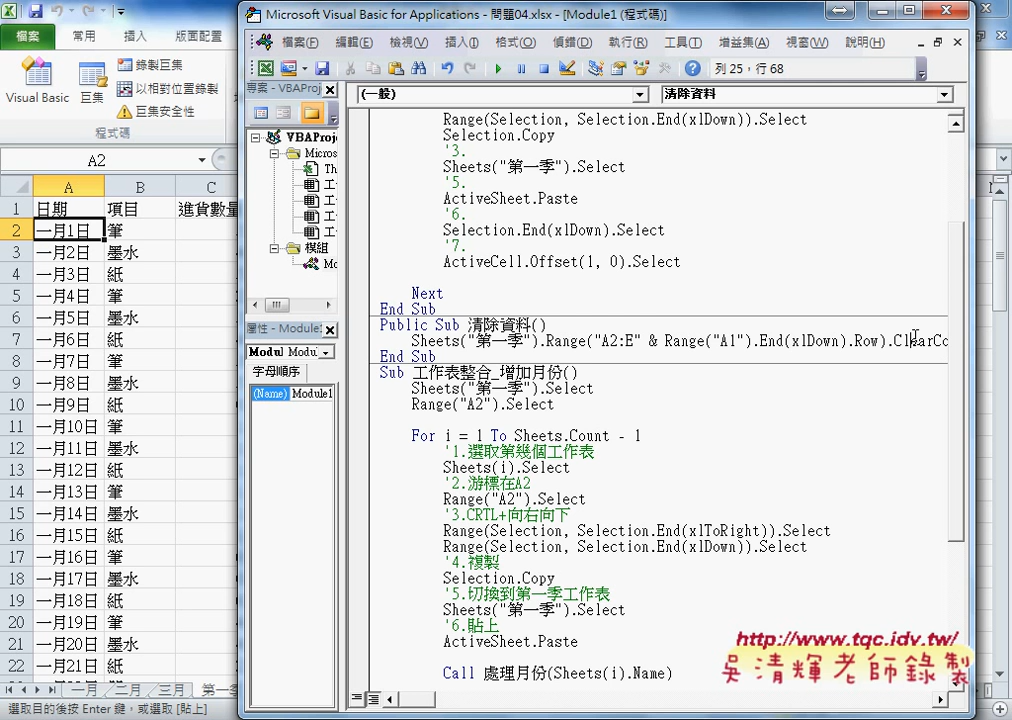 Microsoft Visual Basic for Applications - 問題04.xlsx - [Module1 (程式碼)]
檔案 常用 插入 版面配置
檔案(F) 編輯(E) 檢視(V) 插入(I) 格式(O) 偵錯(D) 執行(R) 工具(T) 增益集(A) 視窗(W) 說明(H)
列 25，行 68
Visual Basic 巨集
錄製巨集
以相對位置錄製
巨集安全性
程式碼
專案 - VBAProj
VBAProj
Micros
Th
工
工
工
工
模組
Mo
屬性 - Module1
Modul Modu
字母順序
(Name) Module1
(一般) 清除資料
Range(Selection, Selection.End(xlDown)).Select
Selection.Copy
'3.
Sheets("第一季").Select
'5.
ActiveSheet.Paste
'6.
Selection.End(xlDown).Select
'7.
ActiveCell.Offset(1, 0).Select
Next
End Sub
Public Sub 清除資料()
Sheets("第一季").Range("A2:E" & Range("A1").End(xlDown).Row).ClearCo
End Sub
Sub 工作表整合_增加月份()
Sheets("第一季").Select
Range("A2").Select
For i = 1 To Sheets.Count - 1
'1.選取第幾個工作表
Sheets(i).Select
'2.游標在A2
Range("A2").Select
'3.CRTL+向右向下
Range(Selection, Selection.End(xlToRight)).Select
Range(Selection, Selection.End(xlDown)).Select
'4.複製
Selection.Copy
'5.切換到第一季工作表
Sheets("第一季").Select
'6.貼上
ActiveSheet.Paste
Call 處理月份(Sheets(i).Name)
A2
A B C
1 日期 項目 進貨數量
2 一月1日 筆
3 一月2日 墨水
4 一月3日 紙
5 一月4日 筆
6 一月5日 墨水
7 一月6日 紙
8 一月7日 筆
9 一月8日 墨水
10 一月9日 紙
11 一月10日 筆
12 一月11日 墨水
13 一月12日 紙
14 一月13日 筆
15 一月14日 墨水
16 一月15日 紙
17 一月16日 筆
18 一月17日 墨水
19 一月18日 紙
20 一月19日 筆
21 一月20日 墨水
22 一月21日 紙
一月 二月 三月 第一季
選取目的後按 Enter 鍵，或選取 [貼上]
http://www.tqc.idv.tw/
吳清輝老師錄製